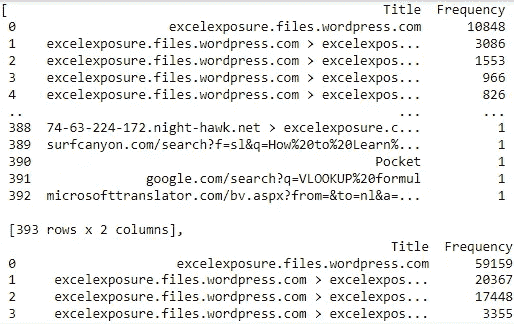 [ Title Frequency
0 excelexposure.files.wordpress.com 10848
1 excelexposure.files.wordpress.com > excelexpos... 3086
2 excelexposure.files.wordpress.com > excelexpos... 1553
3 excelexposure.files.wordpress.com > excelexpos... 966
4 excelexposure.files.wordpress.com > excelexpos... 826
.. ... ...
388 74-63-224-172.night-hawk.net > excelexposure.c... 1
389 surfcanyon.com/search?f=sl&q=How%20to%20Learn%... 1
390 Pocket 1
391 google.com/search?q=VLOOKUP%20formul 1
392 microsofttranslator.com/bv.aspx?from=&to=nl&a=... 1
[393 rows x 2 columns],
Title Frequency
0 excelexposure.files.wordpress.com 59159
1 excelexposure.files.wordpress.com > excelexpos... 20367
2 excelexposure.files.wordpress.com > excelexpos... 17448
3 excelexposure.files.wordpress.com > excelexpos... 3355